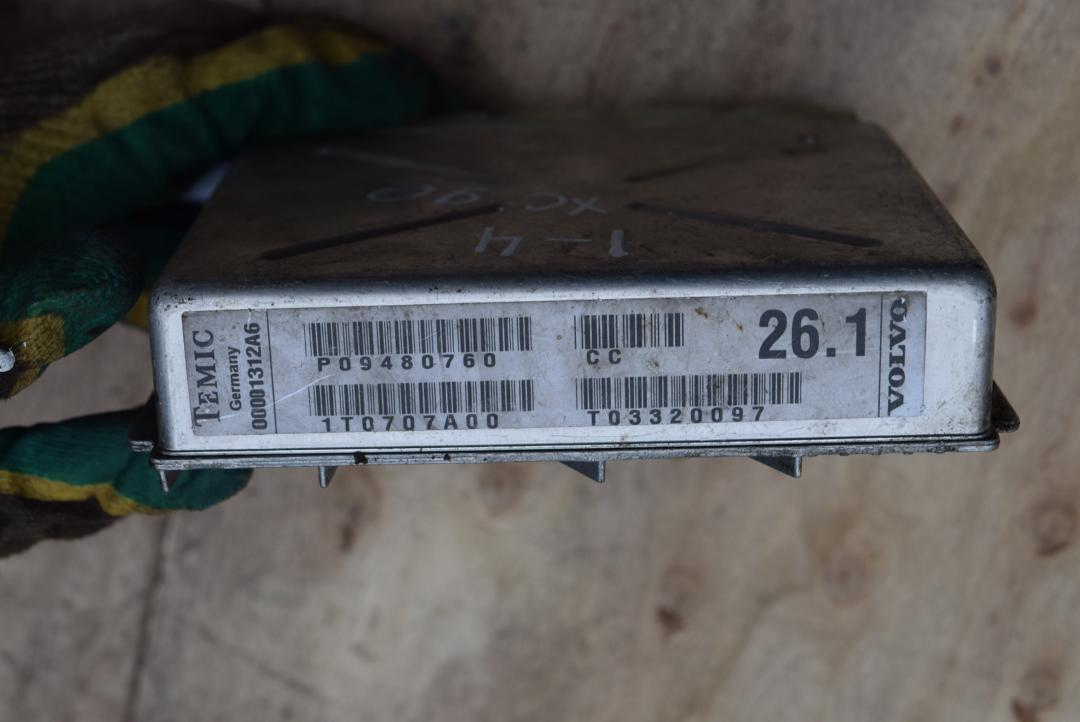 XC 90
1-4
TEMIC
Germany
00001312A6
P09480760
CC
26.1
VOLVO
1T0707A00
T03320097